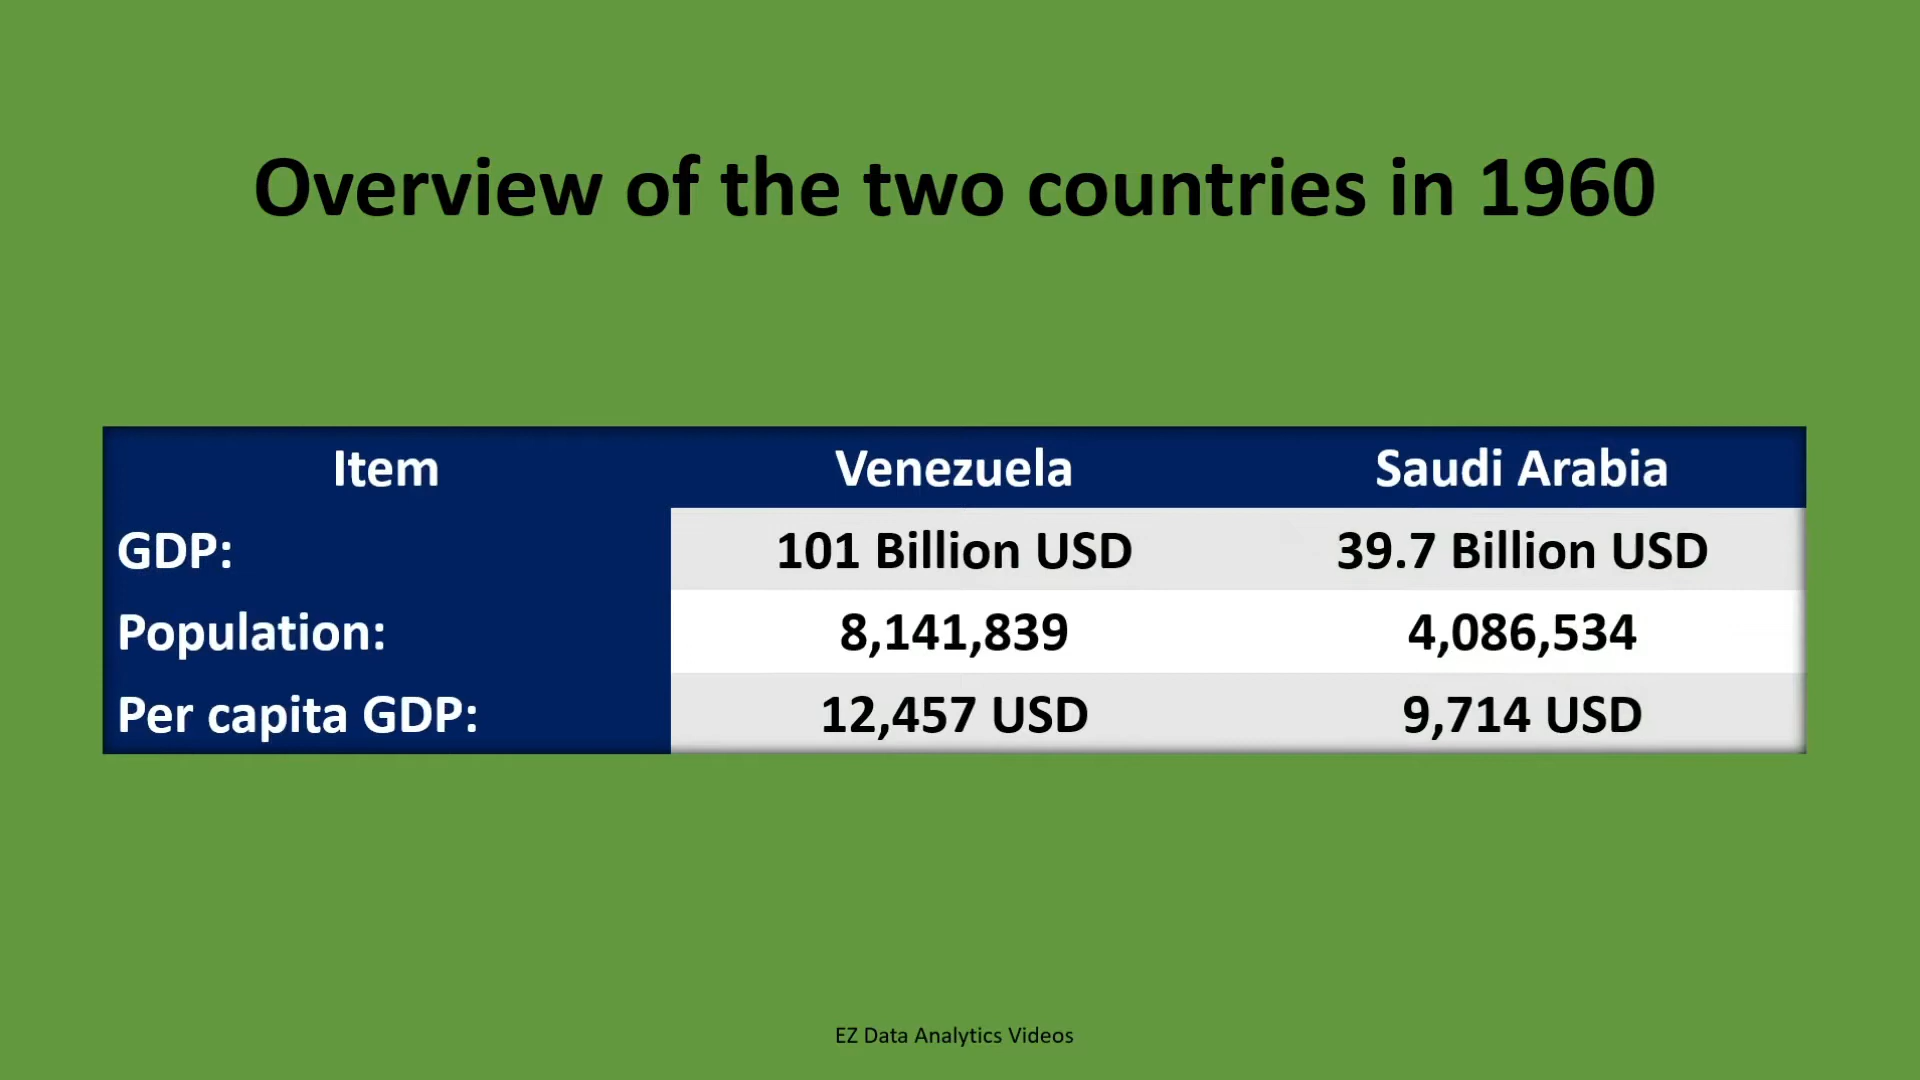 Overview of the two countries in 1960
Item Venezuela Saudi Arabia
GDP: 101 Billion USD 39.7 Billion USD
Population: 8,141,839 4,086,534
Per capita GDP: 12,457 USD 9,714 USD
EZ Data Analytics Videos